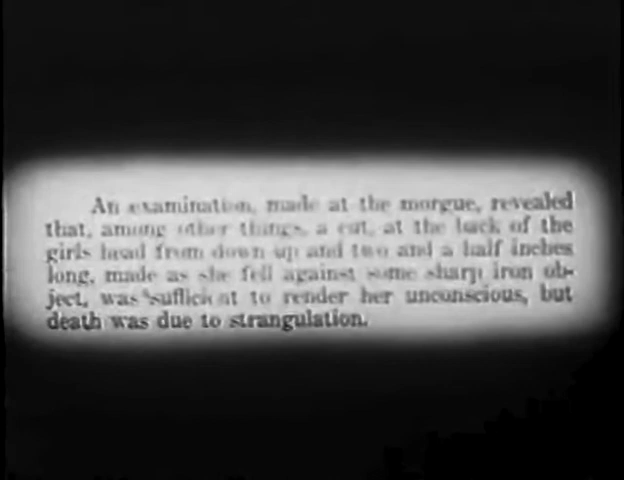 An examination, made at the morgue, revealed
that, among other things, a cut, at the back of the
girls head from down up and two and a half inches
long, made as she fell against some sharp iron ob-
ject, was sufficient to render her unconscious, but
death was due to strangulation.